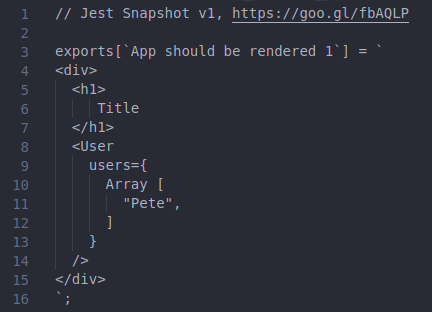 1 // Jest Snapshot v1, https://goo.gl/fbAQLP
2
3 exports[`App should be rendered 1`] = `
4 <div>
5   <h1>
6     Title
7   </h1>
8   <User
9     users={
10       Array [
11         "Pete",
12       ]
13     }
14   />
15 </div>
16 `;